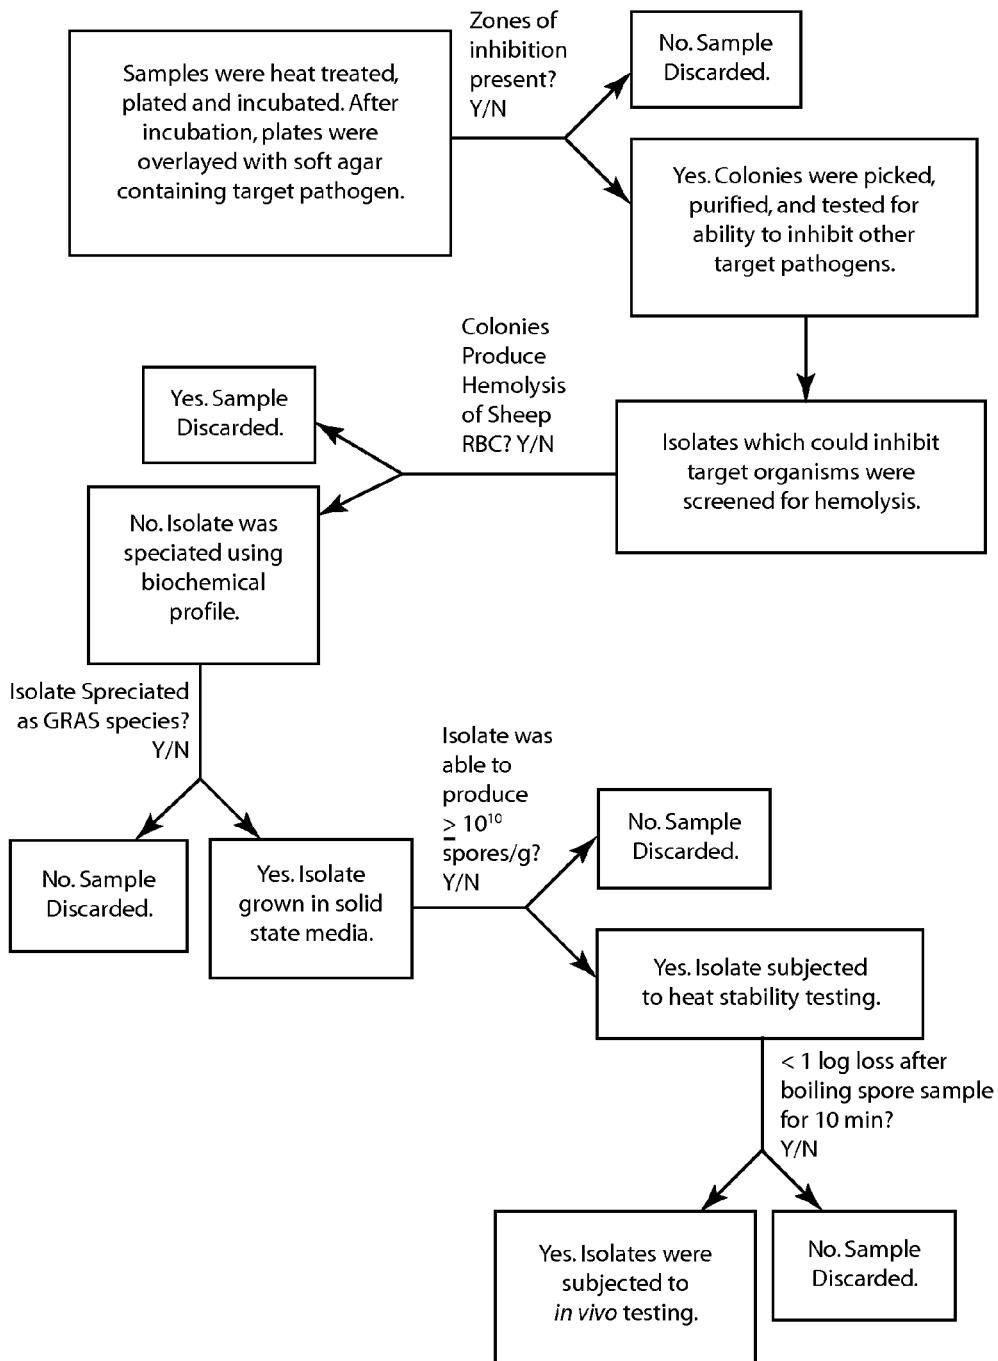 Samples were heat treated,
plated and incubated. After
incubation, plates were
overlayed with soft agar
containing target pathogen.
Zones of
inhibition
present?
Y/N
No. Sample
Discarded.
Yes. Colonies were picked,
purified, and tested for
ability to inhibit other
target pathogens.
Isolates which could inhibit
target organisms were
screened for hemolysis.
Colonies
Produce
Hemolysis
of Sheep
RBC? Y/N
Yes. Sample
Discarded.
No. Isolate was
speciated using
biochemical
profile.
Isolate Spreciated
as GRAS species?
Y/N
No. Sample
Discarded.
Yes. Isolate
grown in solid
state media.
Isolate was
able to
produce
≥ 10¹⁰
spores/g?
Y/N
No. Sample
Discarded.
Yes. Isolate subjected
to heat stability testing.
< 1 log loss after
boiling spore sample
for 10 min?
Y/N
Yes. Isolates were
subjected to
in vivo testing.
No. Sample
Discarded.